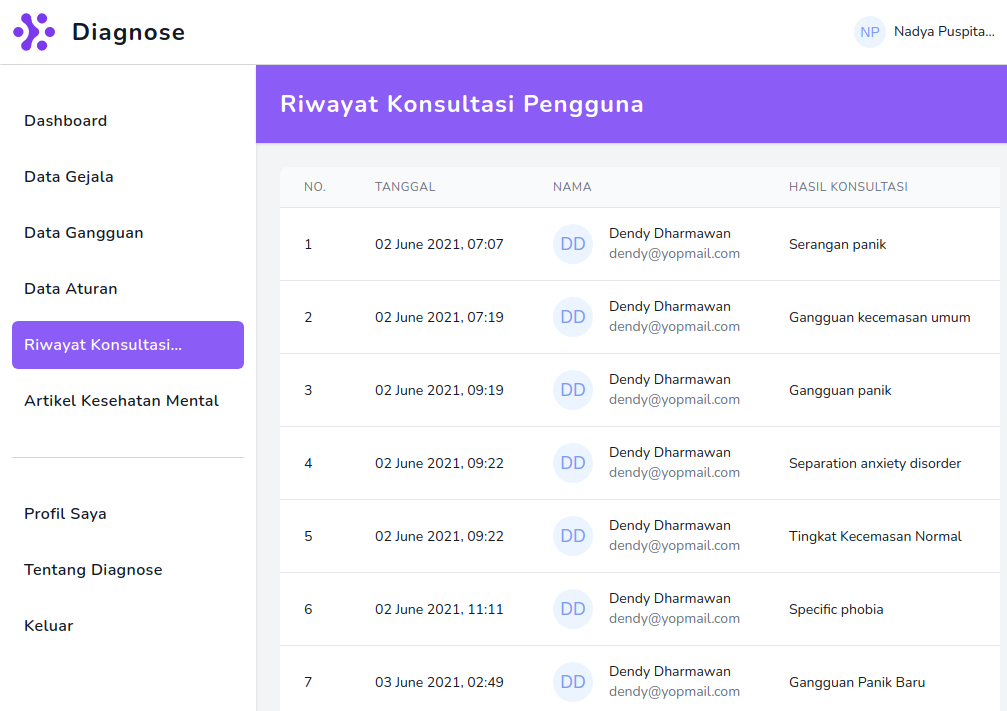 Diagnose
NP Nadya Puspita...
Dashboard
Data Gejala
Data Gangguan
Data Aturan
Riwayat Konsultasi...
Artikel Kesehatan Mental
Profil Saya
Tentang Diagnose
Keluar
Riwayat Konsultasi Pengguna
NO. TANGGAL NAMA HASIL KONSULTASI
1 02 June 2021, 07:07 DD Dendy Dharmawan Serangan panik
dendy@yopmail.com
2 02 June 2021, 07:19 DD Dendy Dharmawan Gangguan kecemasan umum
dendy@yopmail.com
3 02 June 2021, 09:19 DD Dendy Dharmawan Gangguan panik
dendy@yopmail.com
4 02 June 2021, 09:22 DD Dendy Dharmawan Separation anxiety disorder
dendy@yopmail.com
5 02 June 2021, 09:22 DD Dendy Dharmawan Tingkat Kecemasan Normal
dendy@yopmail.com
6 02 June 2021, 11:11 DD Dendy Dharmawan Specific phobia
dendy@yopmail.com
7 03 June 2021, 02:49 DD Dendy Dharmawan Gangguan Panik Baru
dendy@yopmail.com